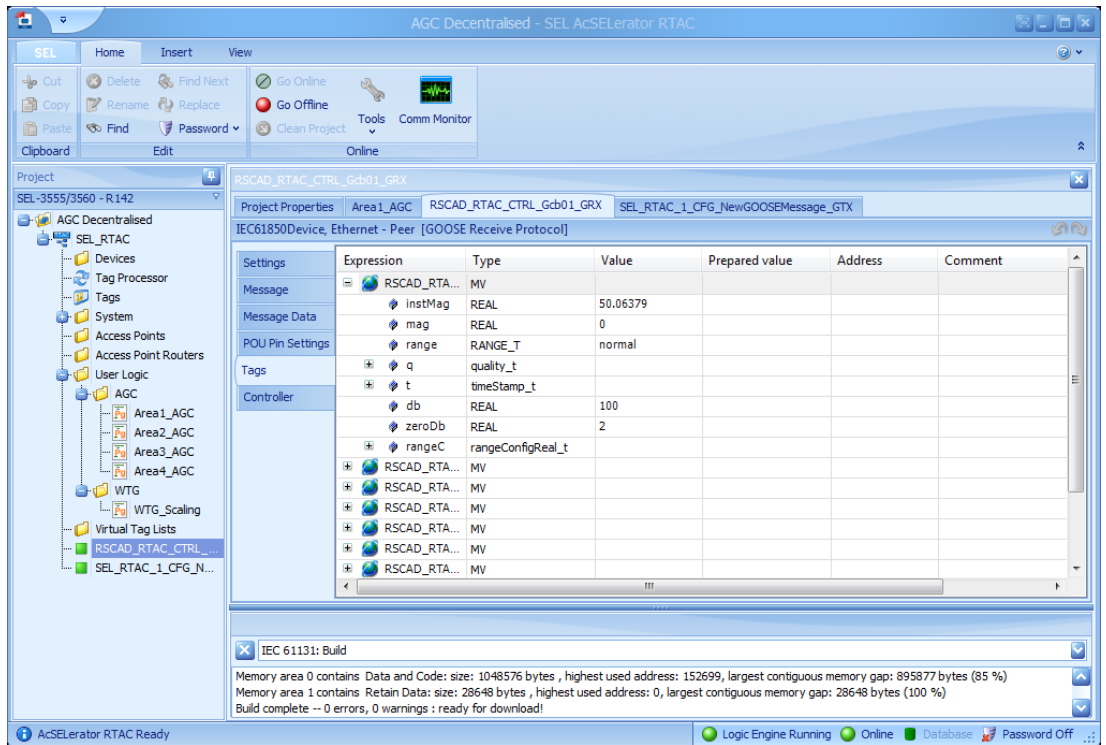 AGC Decentralised - SEL AcSELerator RTAC
SEL Home Insert View
Cut Delete Find Next Go Online
Copy Rename Replace Go Offline Tools Comm Monitor
Paste Find Password Clean Project
Clipboard Edit Online
Project
SEL-3555/3560 - R142
AGC Decentralised
SEL_RTAC
Devices
Tag Processor
Tags
System
Access Points
Access Point Routers
User Logic
AGC
Area1_AGC
Area2_AGC
Area3_AGC
Area4_AGC
WTG
WTG_Scaling
Virtual Tag Lists
RSCAD_RTAC_CTRL_...
SEL_RTAC_1_CFG_N...
RSCAD_RTAC_CTRL_Gcb01_GRX
Project Properties Area1_AGC RSCAD_RTAC_CTRL_Gcb01_GRX SEL_RTAC_1_CFG_NewGOOSEMessage_GTX
IEC61850Device, Ethernet - Peer [GOOSE Receive Protocol]
Settings
Message
Message Data
POU Pin Settings
Tags
Controller
Expression Type Value Prepared value Address Comment
RSCAD_RTA... MV
instMag REAL 50.06379
mag REAL 0
range RANGE_T normal
q quality_t
t timeStamp_t
db REAL 100
zeroDb REAL 2
rangeC rangeConfigReal_t
RSCAD_RTA... MV
RSCAD_RTA... MV
RSCAD_RTA... MV
RSCAD_RTA... MV
RSCAD_RTA... MV
RSCAD_RTA... MV
IEC 61131: Build
Memory area 0 contains Data and Code: size: 1048576 bytes , highest used address: 152699, largest contiguous memory gap: 895877 bytes (85 %)
Memory area 1 contains Retain Data: size: 28648 bytes , highest used address: 0, largest contiguous memory gap: 28648 bytes (100 %)
Build complete -- 0 errors, 0 warnings : ready for download!
AcSELerator RTAC Ready Logic Engine Running Online Database Password Off